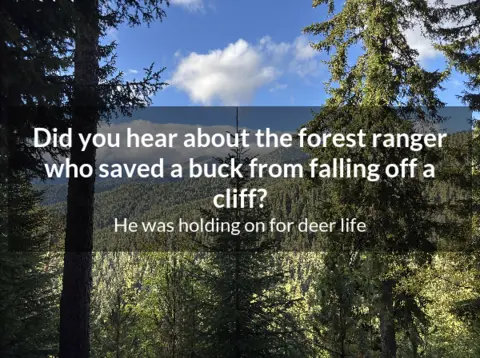 Did you hear about the forest ranger
who saved a buck from falling off a
cliff?
He was holding on for deer life